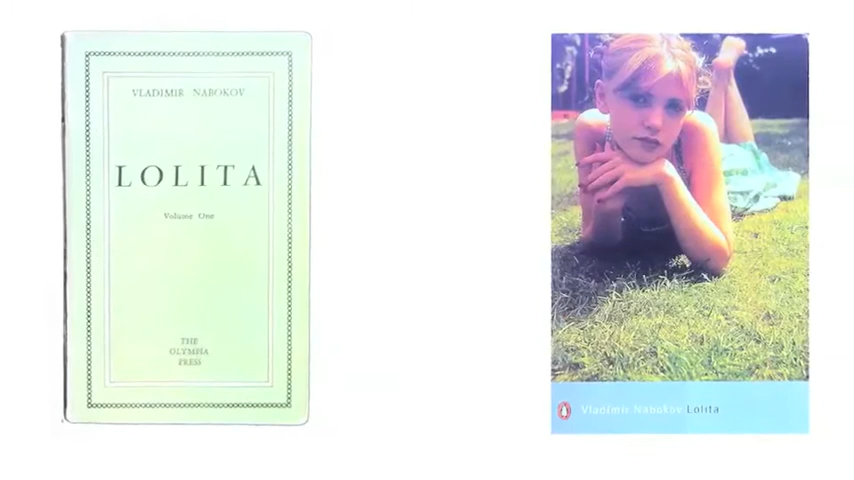 VLADIMIR NABOKOV
LOLITA
Volume One
THE
OLYMPIA
PRESS
Vladimir Nabokov Lolita